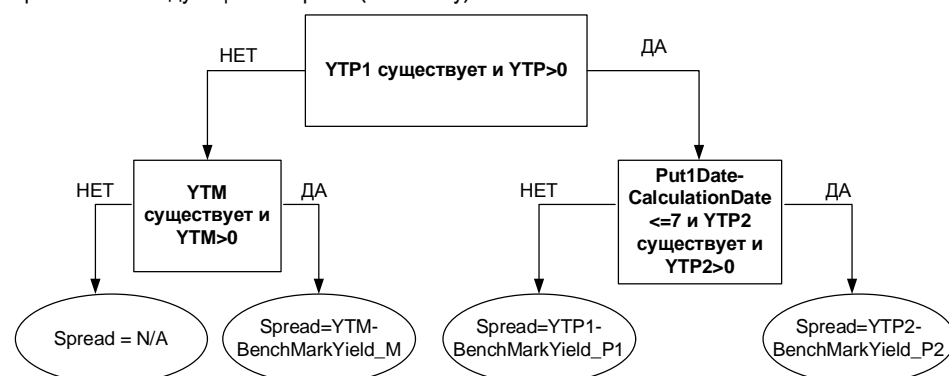 НЕТ
ДА
YTP1 существует и YTP>0
НЕТ
ДА
YTM
существует и
YTM>0
НЕТ
ДА
Put1Date-
CalculationDate
<=7 и YTP2
существует и
YTP2>0
Spread = N/A
Spread=YTM-
BenchMarkYield_M
Spread=YTP1-
BenchMarkYield_P1
Spread=YTP2-
BenchMarkYield_P2